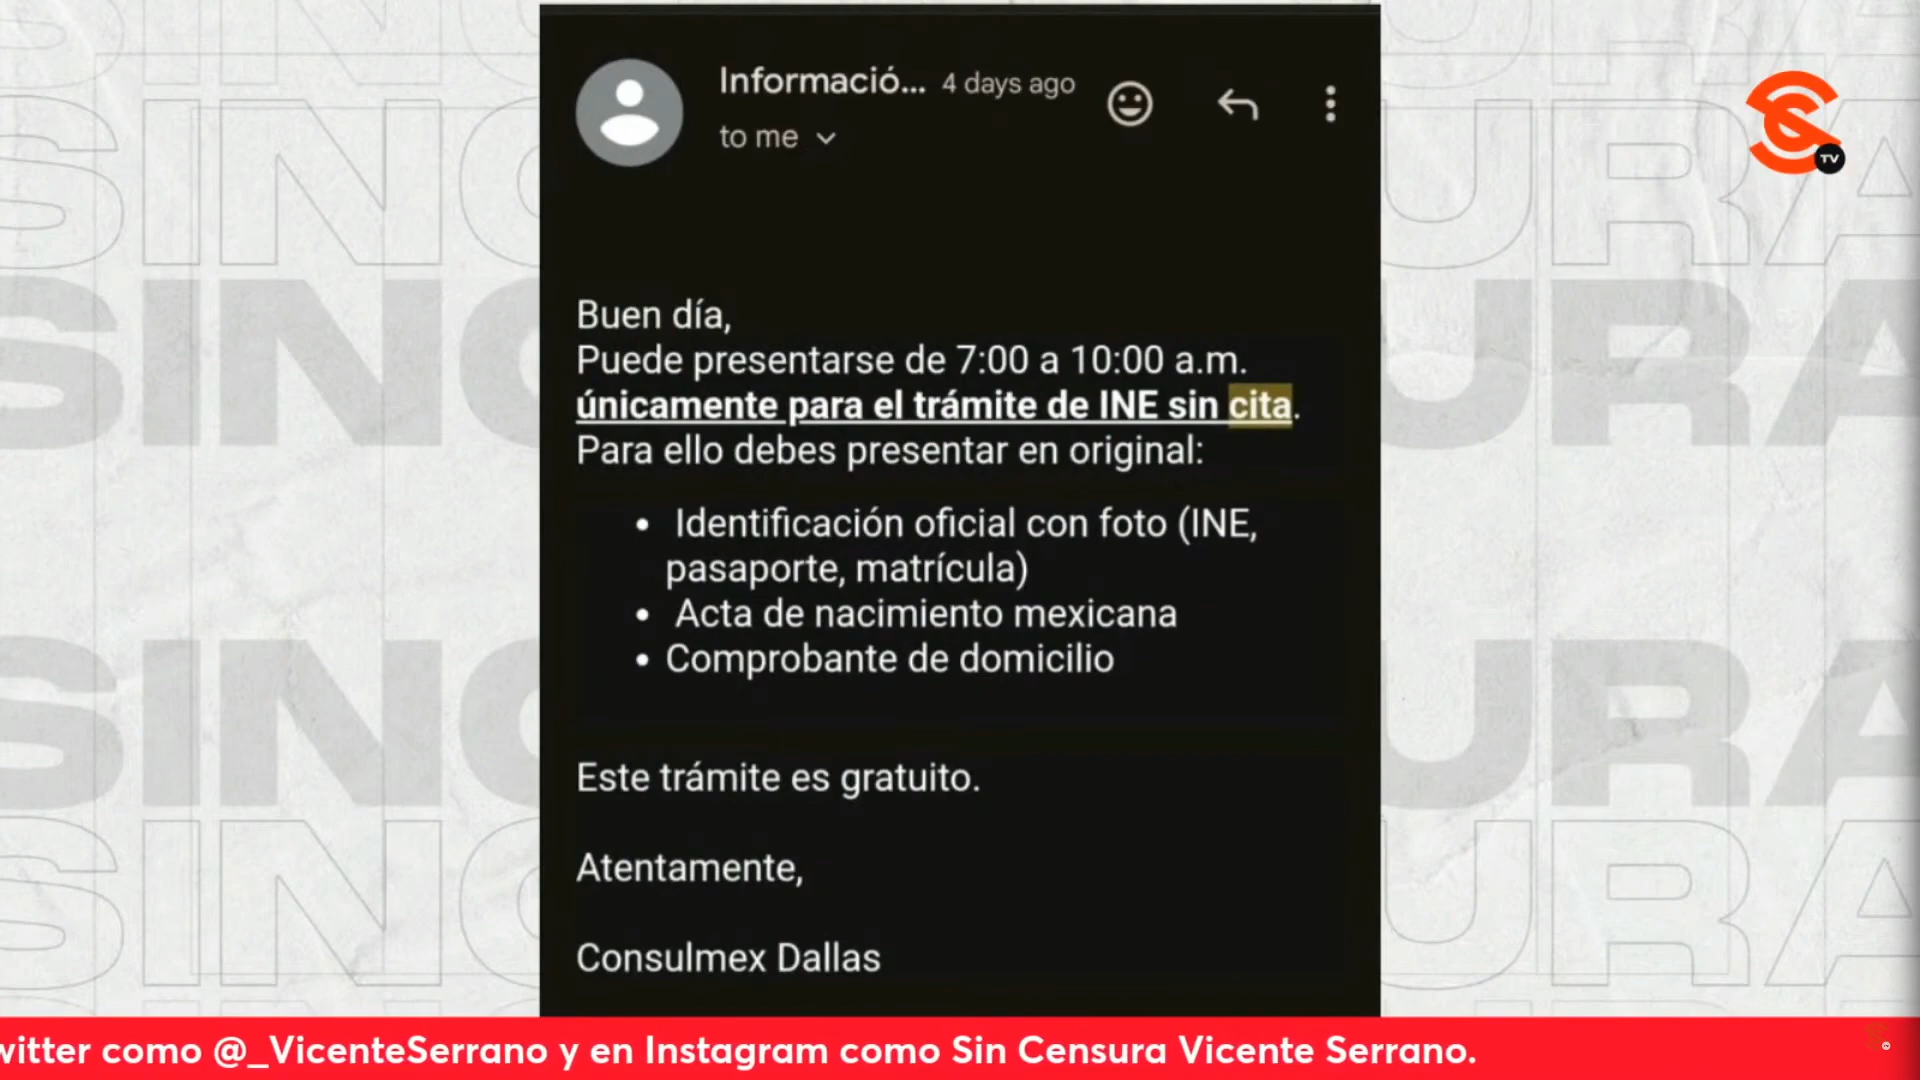 Informació... 4 days ago
to me
TV
Buen día,
Puede presentarse de 7:00 a 10:00 a.m.
únicamente para el trámite de INE sin cita.
Para ello debes presentar en original:
• Identificación oficial con foto (INE,
pasaporte, matrícula)
• Acta de nacimiento mexicana
• Comprobante de domicilio
Este trámite es gratuito.
Atentamente,
Consulmex Dallas
witter como @_VicenteSerrano y en Instagram como Sin Censura Vicente Serrano.